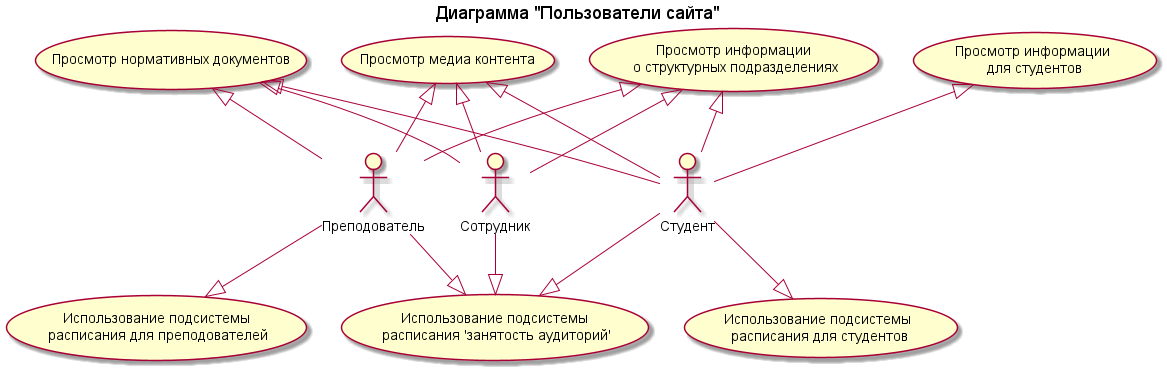 Диаграмма "Пользователи сайта"
Просмотр нормативных документов
Просмотр медиа контента
Просмотр информации
о структурных подразделениях
Просмотр информации
для студентов
Преподователь
Сотрудник
Студент
Использование подсистемы
расписания для преподователей
Использование подсистемы
расписания 'занятость аудиторий'
Использование подсистемы
расписания для студентов